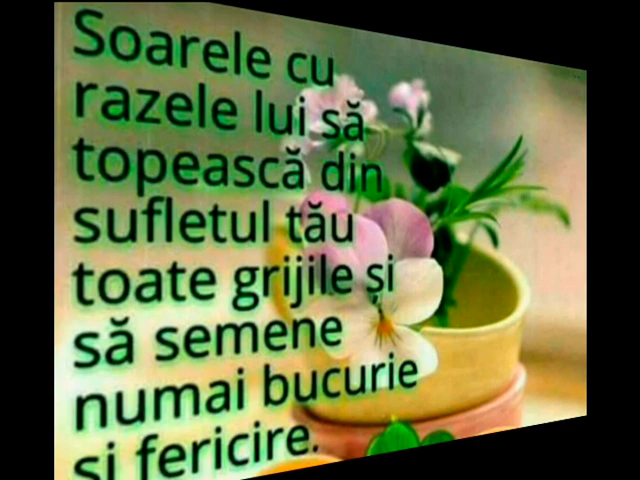 Soarele cu
razele lui să
topească din
sufletul tău
toate grijile și
să semene
numai bucurie
și fericire.